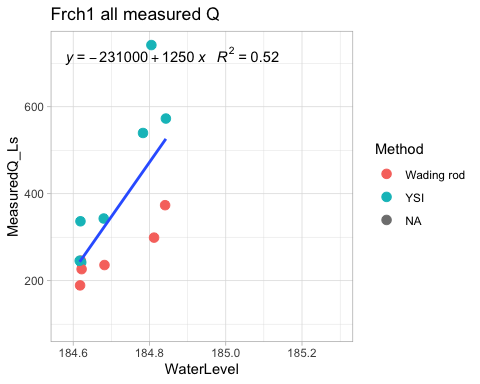 Frch1 all measured Q
y = −231000 + 1250 x   R² = 0.52
600
400
200
MeasuredQ_Ls
184.6 184.8 185.0 185.2
WaterLevel
Method
Wading rod
YSI
NA